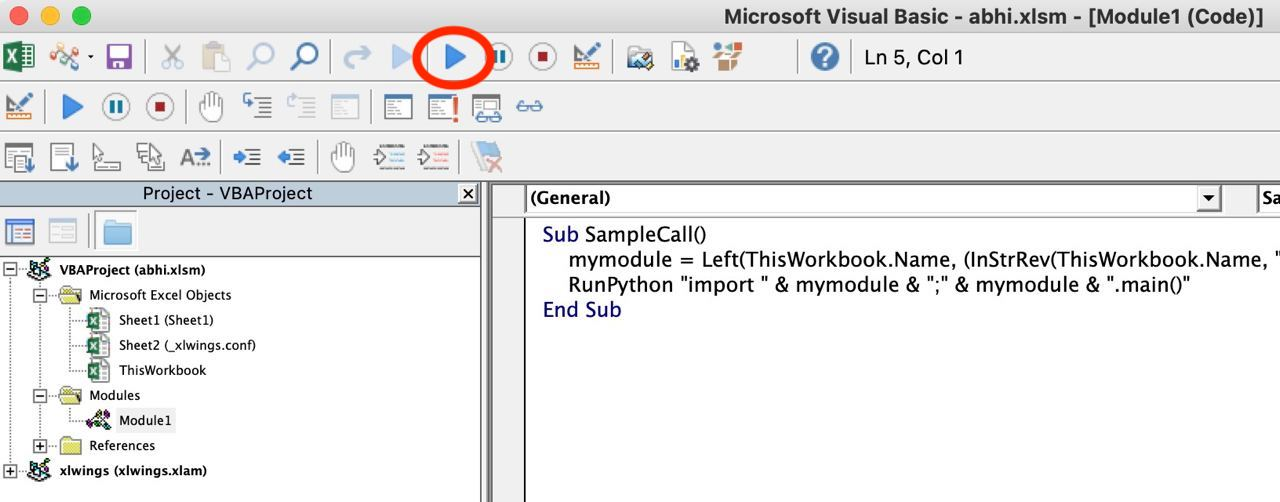 Microsoft Visual Basic - abhi.xlsm - [Module1 (Code)]
Ln 5, Col 1
Project - VBAProject
(General)
Sa
VBAProject (abhi.xlsm)
Microsoft Excel Objects
Sheet1 (Sheet1)
Sheet2 (_xlwings.conf)
ThisWorkbook
Modules
Module1
References
xlwings (xlwings.xlam)
Sub SampleCall()
mymodule = Left(ThisWorkbook.Name, (InStrRev(ThisWorkbook.Name, "
RunPython "import " & mymodule & ";" & mymodule & ".main()"
End Sub